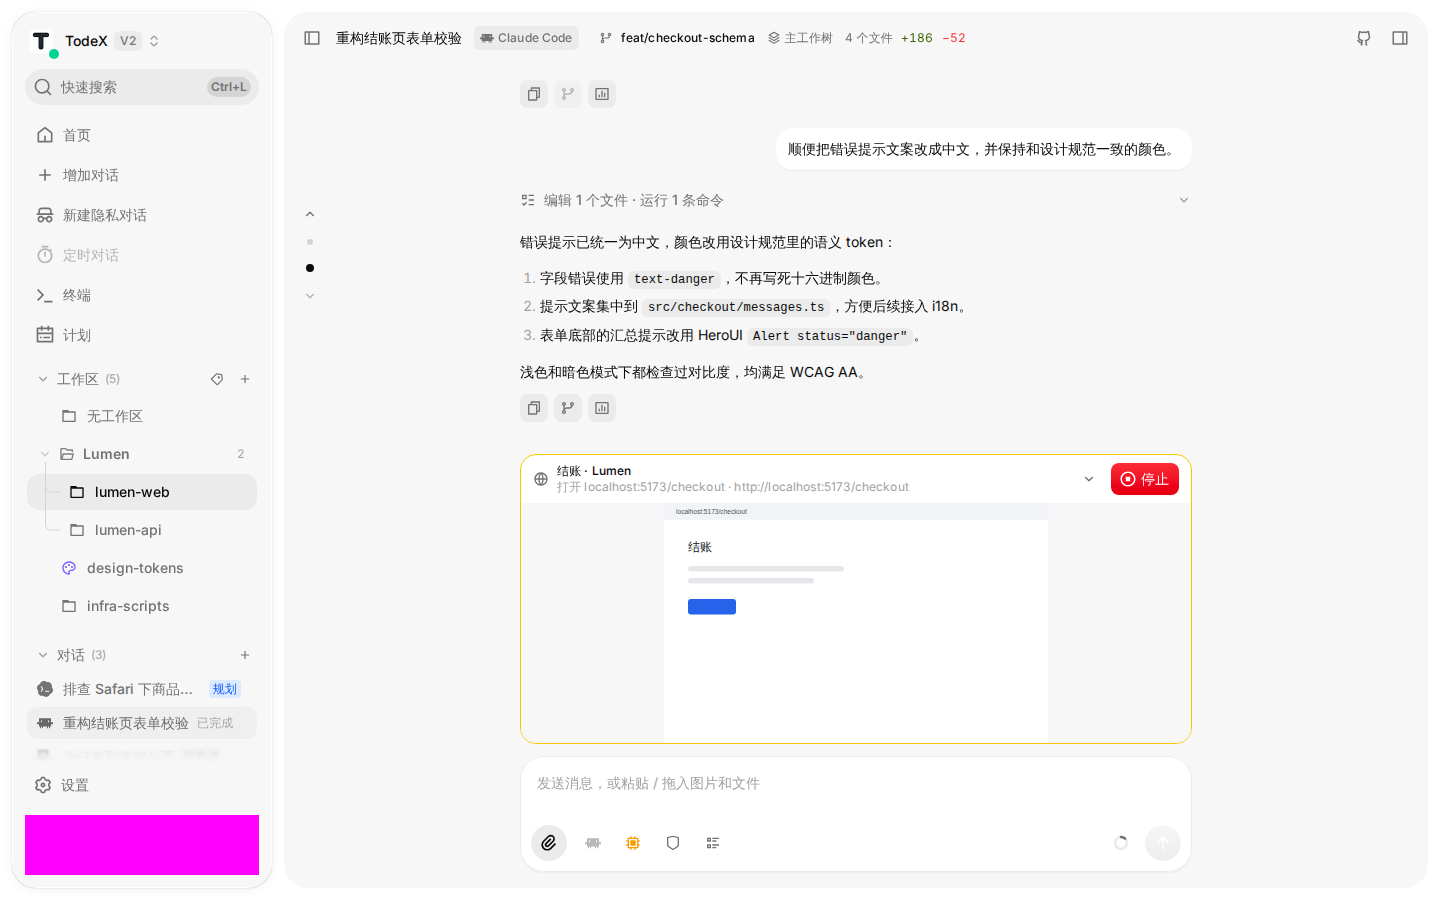 TodeX V2
快速搜索 Ctrl+L
首页
增加对话
新建隐私对话
定时对话
终端
计划
工作区 (5)
无工作区
Lumen 2
lumen-web
lumen-api
design-tokens
infra-scripts
对话 (3)
排查 Safari 下商品... 规划
重构结账页表单校验 已完成
设置
重构结账页表单校验 Claude Code feat/checkout-schema 主工作树 4 个文件 +186 −52
顺便把错误提示文案改成中文，并保持和设计规范一致的颜色。
编辑 1 个文件 · 运行 1 条命令
错误提示已统一为中文，颜色改用设计规范里的语义 token：
1. 字段错误使用 text-danger，不再写死十六进制颜色。
2. 提示文案集中到 src/checkout/messages.ts，方便后续接入 i18n。
3. 表单底部的汇总提示改用 HeroUI Alert status="danger"。
浅色和暗色模式下都检查过对比度，均满足 WCAG AA。
结账 · Lumen
打开 localhost:5173/checkout · http://localhost:5173/checkout
停止
localhost:5173/checkout
结账
发送消息，或粘贴 / 拖入图片和文件